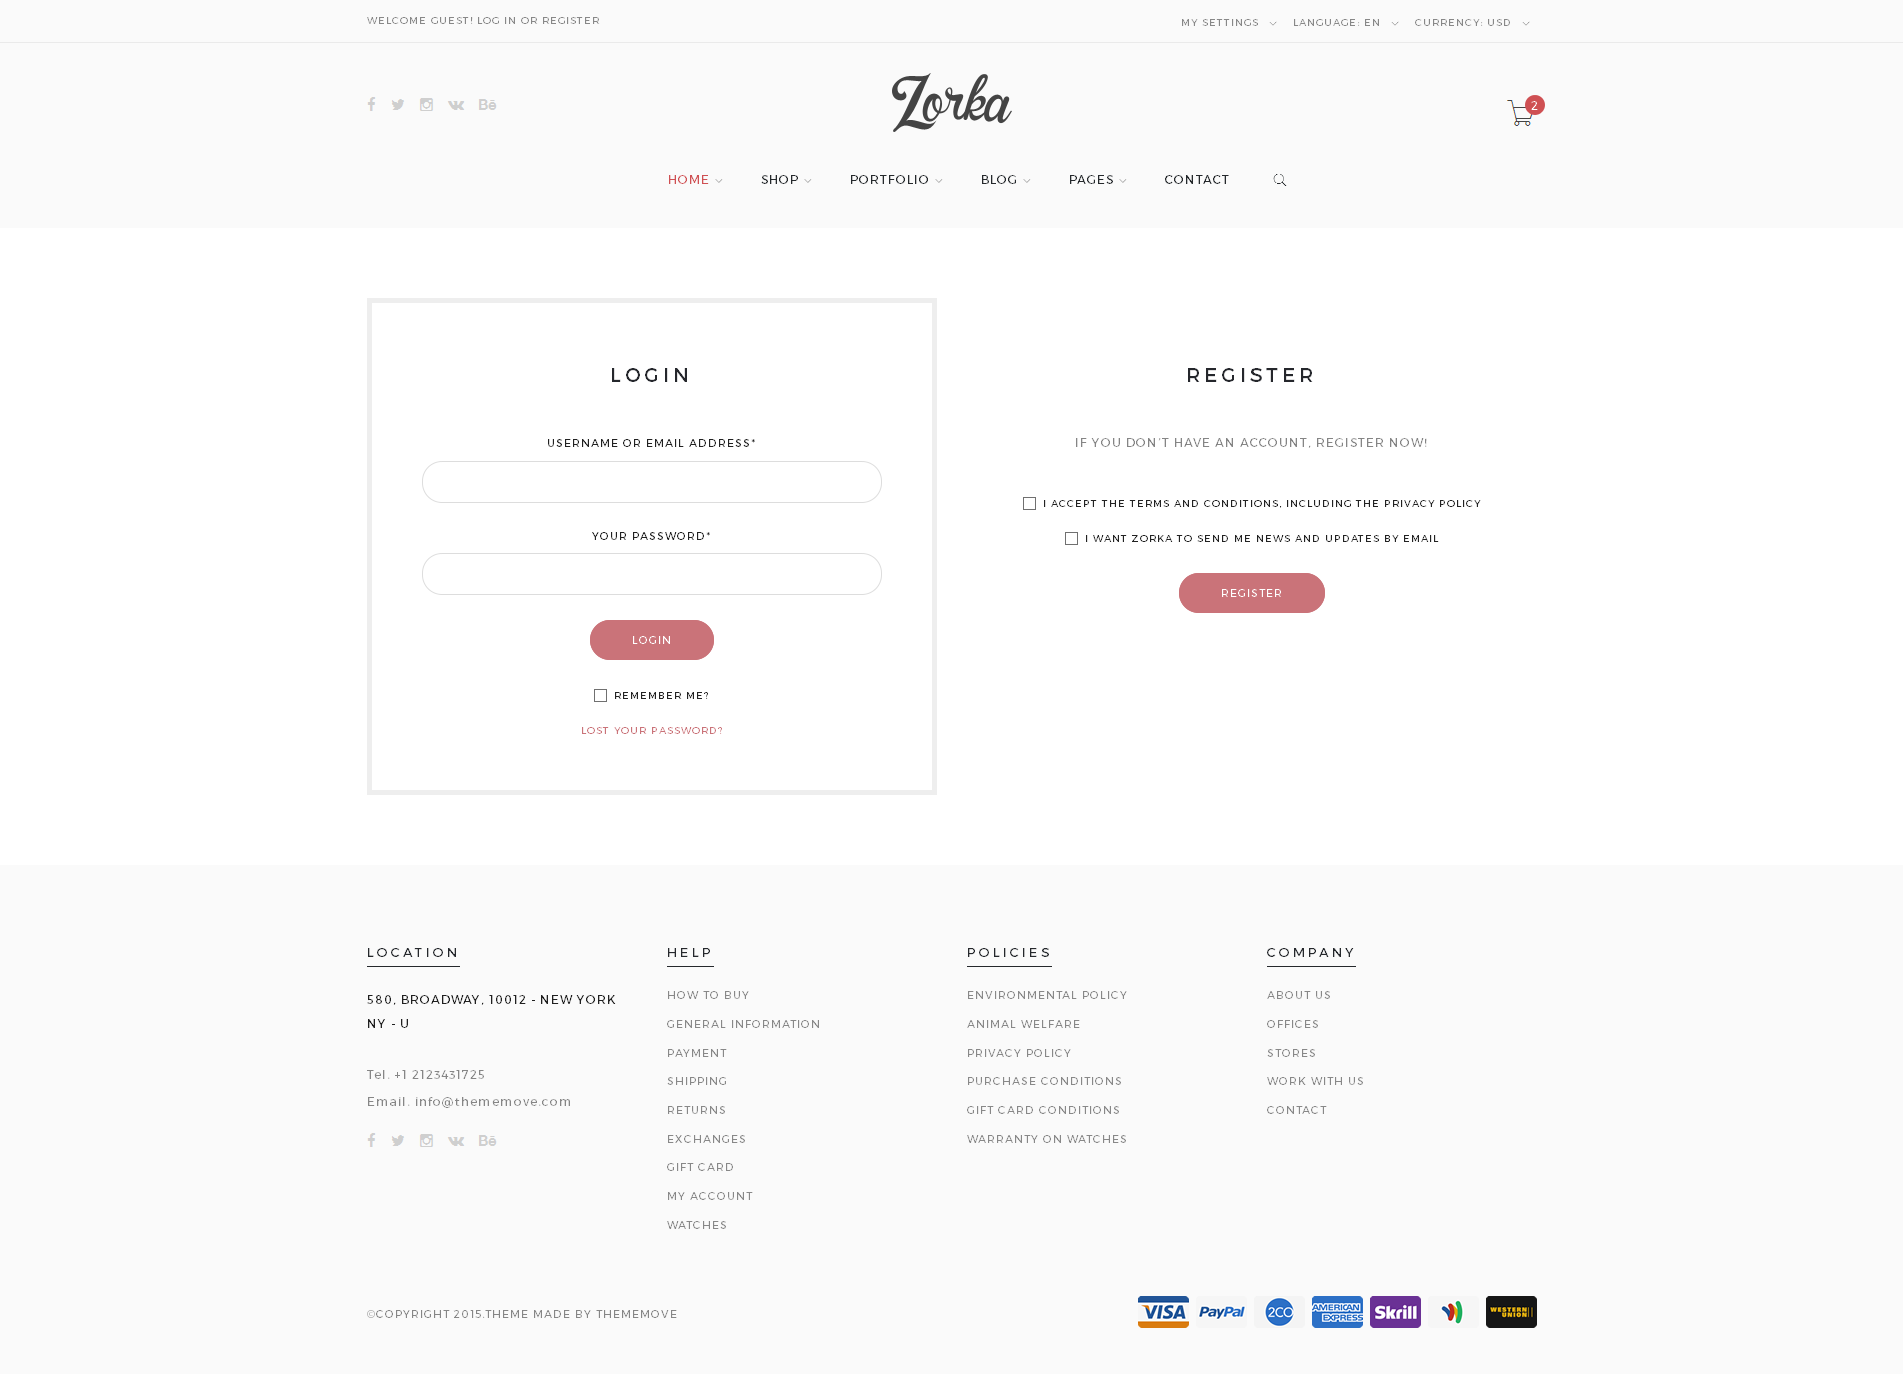 WELCOME GUEST! LOG IN OR REGISTER
MY SETTINGS
LANGUAGE: EN
CURRENCY: USD
Bē
Zorka
2
HOME
SHOP
PORTFOLIO
BLOG
PAGES
CONTACT
LOGIN
USERNAME OR EMAIL ADDRESS*
YOUR PASSWORD*
LOGIN
REMEMBER ME?
LOST YOUR PASSWORD?
REGISTER
IF YOU DON'T HAVE AN ACCOUNT, REGISTER NOW!
I ACCEPT THE TERMS AND CONDITIONS, INCLUDING THE PRIVACY POLICY
I WANT ZORKA TO SEND ME NEWS AND UPDATES BY EMAIL
REGISTER
LOCATION
580, BROADWAY, 10012 - NEW YORK
NY - U
Tel. +1 2123431725
Email. info@thememove.com
Bē
HELP
HOW TO BUY
GENERAL INFORMATION
PAYMENT
SHIPPING
RETURNS
EXCHANGES
GIFT CARD
MY ACCOUNT
WATCHES
POLICIES
ENVIRONMENTAL POLICY
ANIMAL WELFARE
PRIVACY POLICY
PURCHASE CONDITIONS
GIFT CARD CONDITIONS
WARRANTY ON WATCHES
COMPANY
ABOUT US
OFFICES
STORES
WORK WITH US
CONTACT
©COPYRIGHT 2015.THEME MADE BY THEMEMOVE
VISA
PayPal
2CO
AMERICAN
EXPRESS
Skrill
WESTERN
UNION